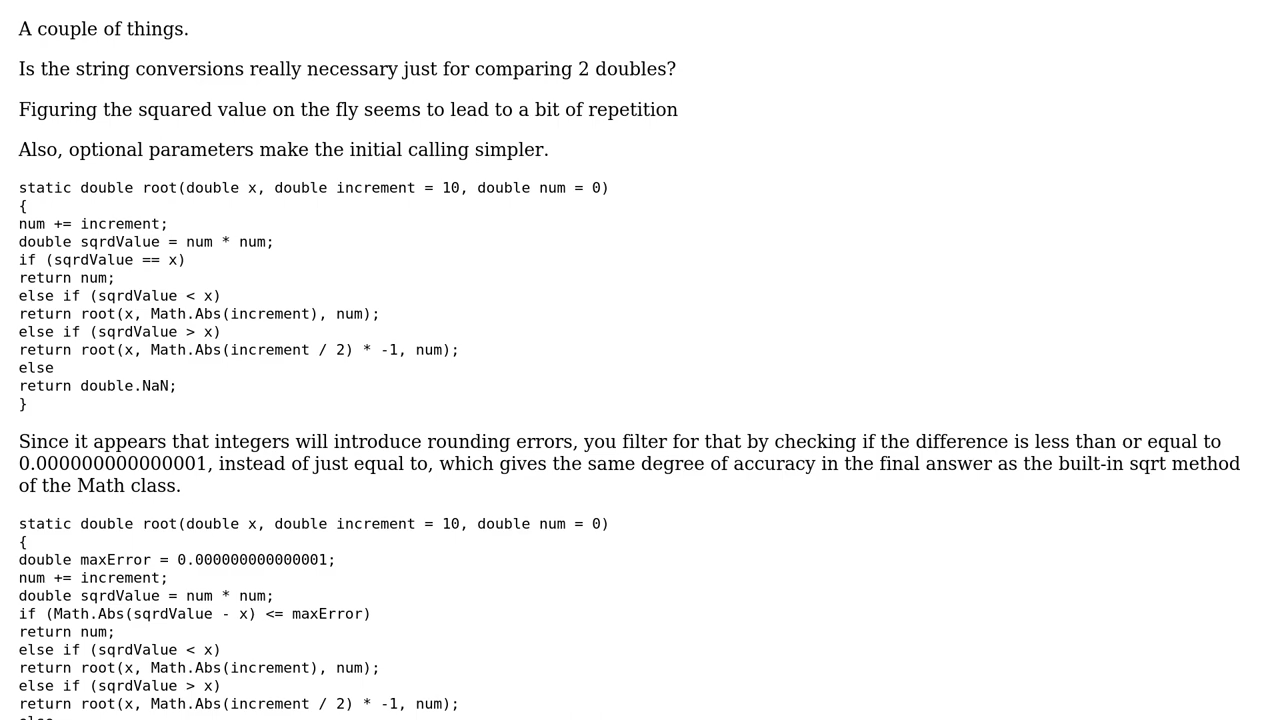 A couple of things.
Is the string conversions really necessary just for comparing 2 doubles?
Figuring the squared value on the fly seems to lead to a bit of repetition
Also, optional parameters make the initial calling simpler.
static double root(double x, double increment = 10, double num = 0)
{
num += increment;
double sqrdValue = num * num;
if (sqrdValue == x)
return num;
else if (sqrdValue < x)
return root(x, Math.Abs(increment), num);
else if (sqrdValue > x)
return root(x, Math.Abs(increment / 2) * -1, num);
else
return double.NaN;
}
Since it appears that integers will introduce rounding errors, you filter for that by checking if the difference is less than or equal to
0.000000000000001, instead of just equal to, which gives the same degree of accuracy in the final answer as the built-in sqrt method
of the Math class.
static double root(double x, double increment = 10, double num = 0)
{
double maxError = 0.000000000000001;
num += increment;
double sqrdValue = num * num;
if (Math.Abs(sqrdValue - x) <= maxError)
return num;
else if (sqrdValue < x)
return root(x, Math.Abs(increment), num);
else if (sqrdValue > x)
return root(x, Math.Abs(increment / 2) * -1, num);
else